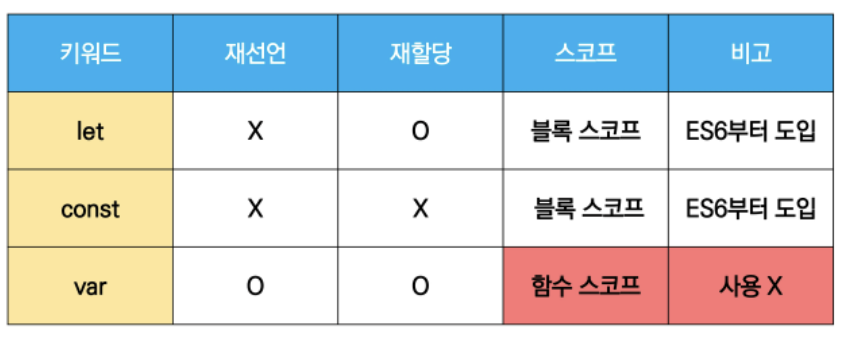 키워드 재선언 재할당 스코프 비고
let X O 블록 스코프 ES6부터 도입
const X X 블록 스코프 ES6부터 도입
var O O 함수 스코프 사용 X